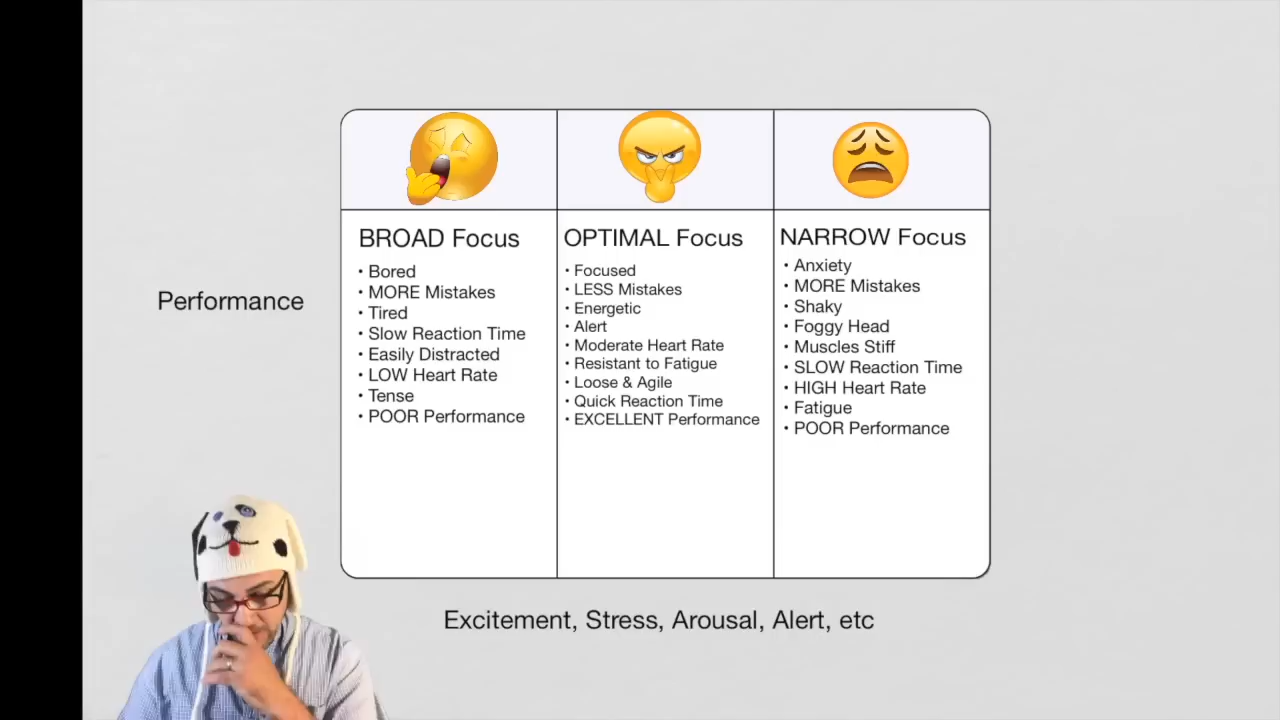 BROAD Focus
• Bored
• MORE Mistakes
• Tired
• Slow Reaction Time
• Easily Distracted
• LOW Heart Rate
• Tense
• POOR Performance
OPTIMAL Focus
• Focused
• LESS Mistakes
• Energetic
• Alert
• Moderate Heart Rate
• Resistant to Fatigue
• Loose & Agile
• Quick Reaction Time
• EXCELLENT Performance
NARROW Focus
• Anxiety
• MORE Mistakes
• Shaky
• Foggy Head
• Muscles Stiff
• SLOW Reaction Time
• HIGH Heart Rate
• Fatigue
• POOR Performance
Performance
Excitement, Stress, Arousal, Alert, etc